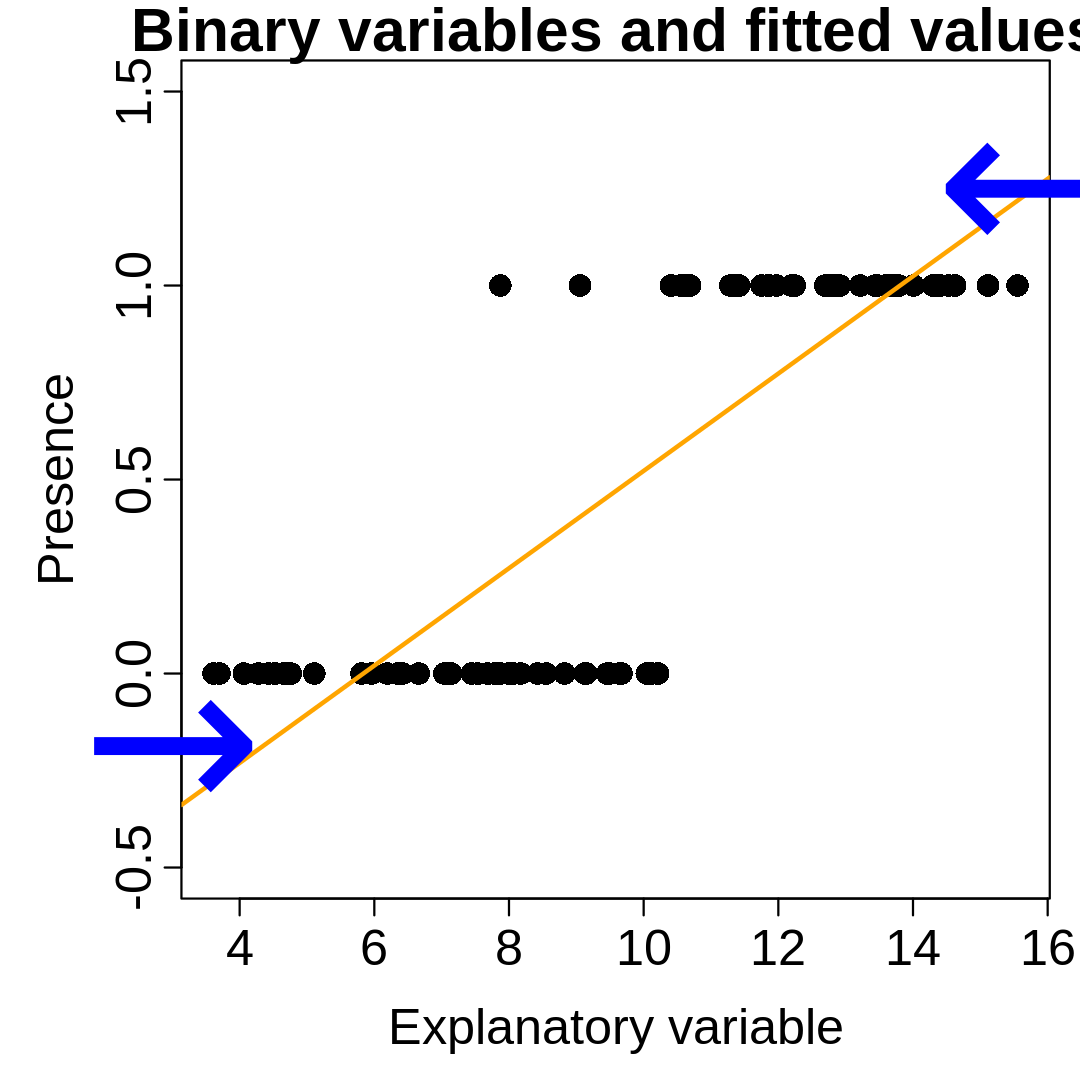 Binary variables and fitted values
1.5
1.0
0.5
0.0
-0.5
Presence
4 6 8 10 12 14 16
Explanatory variable